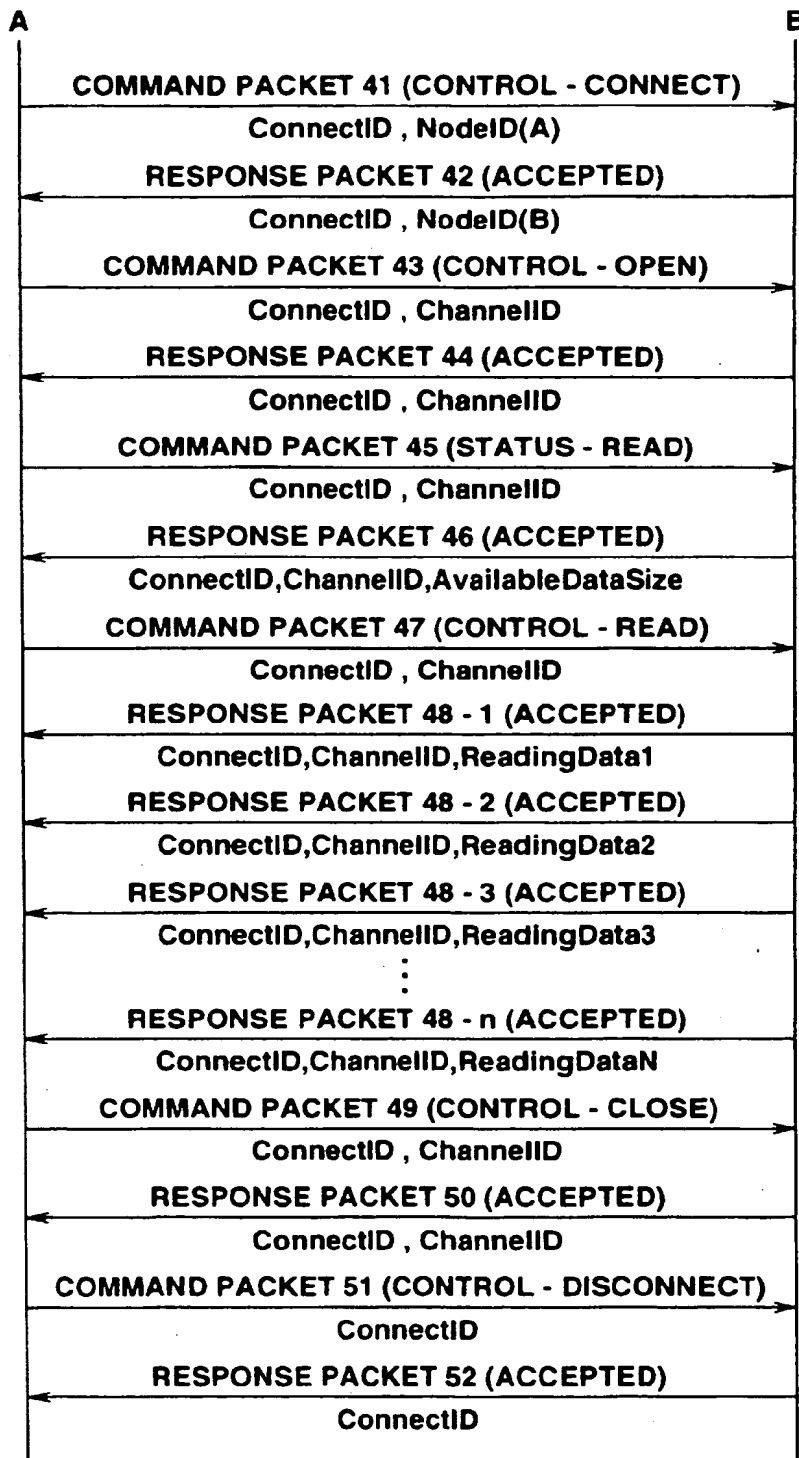 A B
COMMAND PACKET 41 (CONTROL - CONNECT)
ConnectID , NodeID(A)
RESPONSE PACKET 42 (ACCEPTED)
ConnectID , NodeID(B)
COMMAND PACKET 43 (CONTROL - OPEN)
ConnectID , ChannelID
RESPONSE PACKET 44 (ACCEPTED)
ConnectID , ChannelID
COMMAND PACKET 45 (STATUS - READ)
ConnectID , ChannelID
RESPONSE PACKET 46 (ACCEPTED)
ConnectID,ChannelID,AvailableDataSize
COMMAND PACKET 47 (CONTROL - READ)
ConnectID , ChannelID
RESPONSE PACKET 48 - 1 (ACCEPTED)
ConnectID,ChannelID,ReadingData1
RESPONSE PACKET 48 - 2 (ACCEPTED)
ConnectID,ChannelID,ReadingData2
RESPONSE PACKET 48 - 3 (ACCEPTED)
ConnectID,ChannelID,ReadingData3
RESPONSE PACKET 48 - n (ACCEPTED)
ConnectID,ChannelID,ReadingDataN
COMMAND PACKET 49 (CONTROL - CLOSE)
ConnectID , ChannelID
RESPONSE PACKET 50 (ACCEPTED)
ConnectID , ChannelID
COMMAND PACKET 51 (CONTROL - DISCONNECT)
ConnectID
RESPONSE PACKET 52 (ACCEPTED)
ConnectID